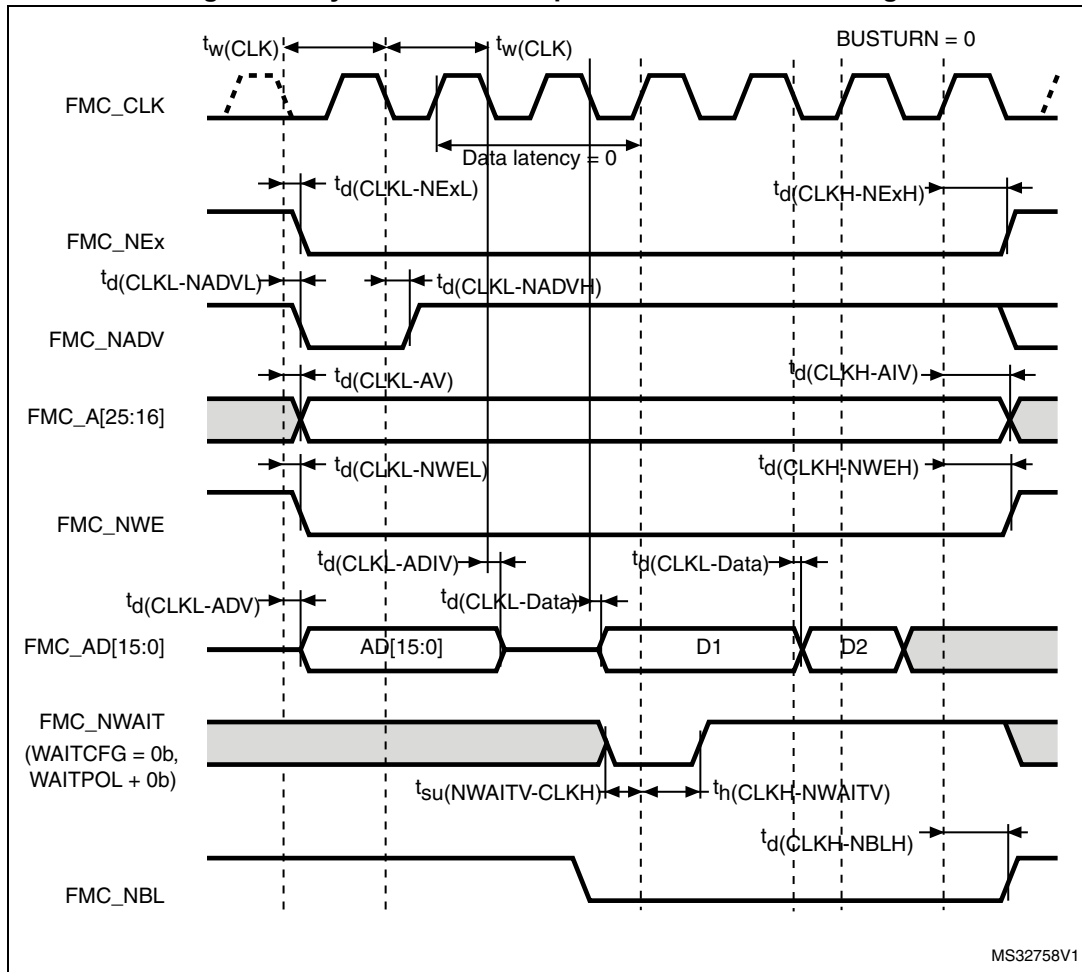 tw(CLK)
tw(CLK)
BUSTURN = 0
FMC_CLK
Data latency = 0
td(CLKL-NExL)
td(CLKH-NExH)
FMC_NEx
td(CLKL-NADVL)
td(CLKL-NADVH)
FMC_NADV
td(CLKL-AV)
td(CLKH-AIV)
FMC_A[25:16]
td(CLKL-NWEL)
td(CLKH-NWEH)
FMC_NWE
td(CLKL-ADIV)
td(CLKL-Data)
td(CLKL-ADV)
td(CLKL-Data)
FMC_AD[15:0]
AD[15:0]
D1
D2
FMC_NWAIT
(WAITCFG = 0b,
WAITPOL + 0b)
tsu(NWAITV-CLKH)
th(CLKH-NWAITV)
td(CLKH-NBLH)
FMC_NBL
MS32758V1